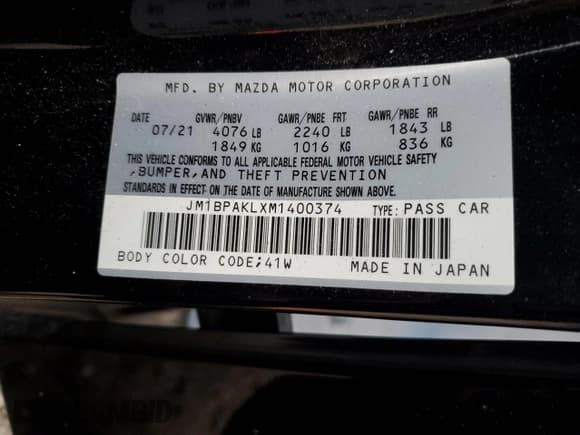 MFD. BY MAZDA MOTOR CORPORATION
DATE GVWR/PNBV GAWR/PNBE FRT GAWR/PNBE RR
07/21 4076 LB 2240 LB 1843 LB
1849 KG 1016 KG 836 KG
THIS VEHICLE CONFORMS TO ALL APPLICABLE FEDERAL MOTOR VEHICLE SAFETY
,BUMPER,AND THEFT PREVENTION
STANDARDS IN EFFECT ON THE DATE OF MANUFACTURE SHOWN ABOVE.
JM1BPAKLXM1400374 TYPE: PASS CAR
BODY COLOR CODE;41W MADE IN JAPAN